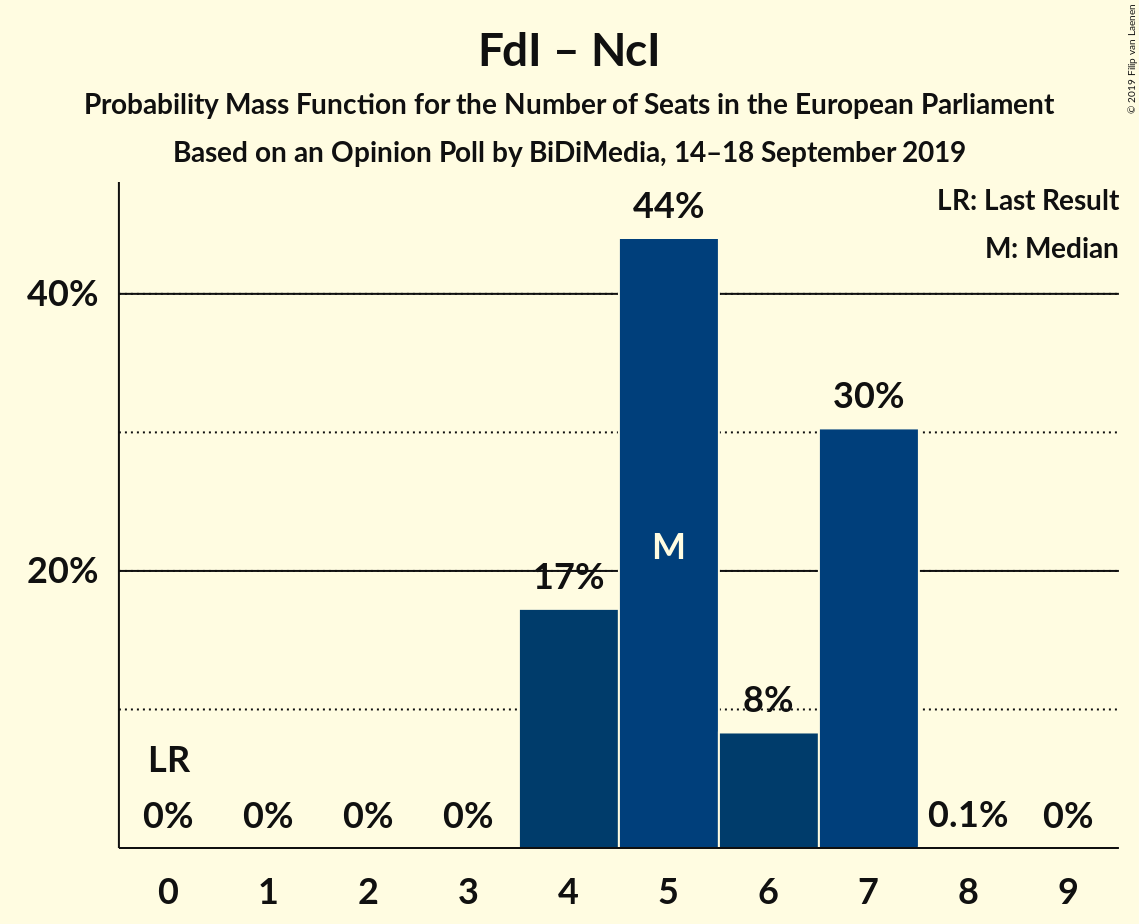 FdI – NcI
Probability Mass Function for the Number of Seats in the European Parliament
Based on an Opinion Poll by BiDiMedia, 14–18 September 2019
© 2019 Filip van Laenen
LR: Last Result
M: Median
40%
20%
44%
30%
17%
8%
M
LR
0%
0%
0%
0%
0.1%
0%
0 1 2 3 4 5 6 7 8 9